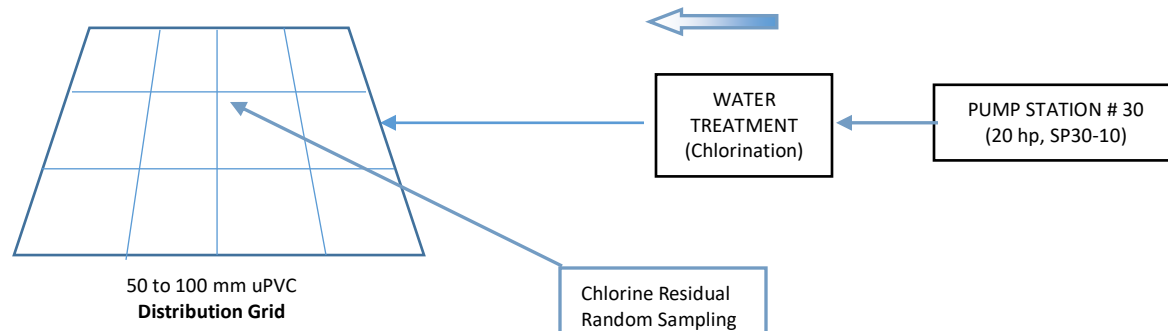 WATER
TREATMENT
(Chlorination)
PUMP STATION # 30
(20 hp, SP30-10)
50 to 100 mm uPVC
Distribution Grid
Chlorine Residual
Random Sampling